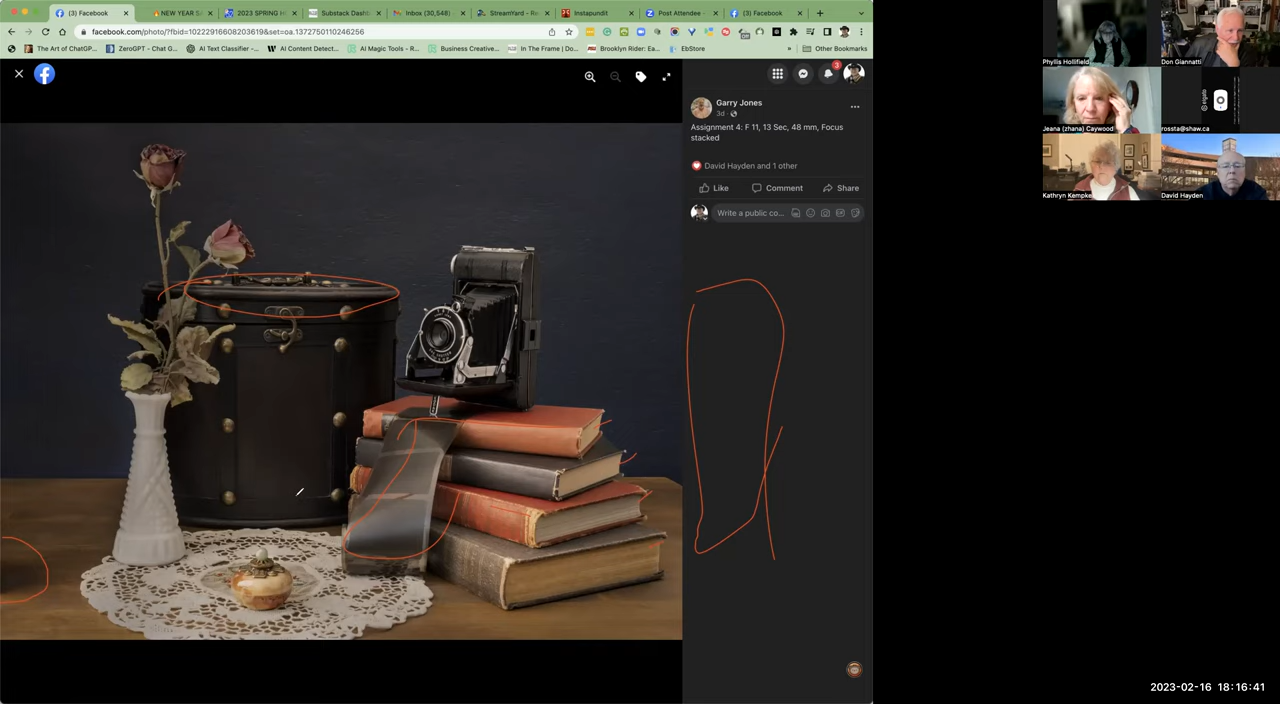 (3) Facebook
NEW YEAR S
2023 SPRING H
Substack Dashb
Inbox (30,548)
StreamYard - Re
Instapundit
Post Attendee -
(3) Facebook
facebook.com/photo/?fbid=10222916608203619&set=oa.1372750110246256
The Art of ChatGP...
ZeroGPT - Chat G...
AI Text Classifier -...
AI Content Detect...
AI Magic Tools - R...
Business Creative...
In The Frame | Do...
Brooklyn Rider: Ea...
EbStore
»
Other Bookmarks
3
Garry Jones
3d
Assignment 4: F 11, 13 Sec, 48 mm, Focus
stacked
David Hayden and 1 other
Like
Comment
Share
Write a public co...
Phyllis Hollifield
Don Giannatti
Jeana (zhana) Caywood
elgato
rossta@shaw.ca
Kathryn Kempke
David Hayden
2023-02-16 18:16:41